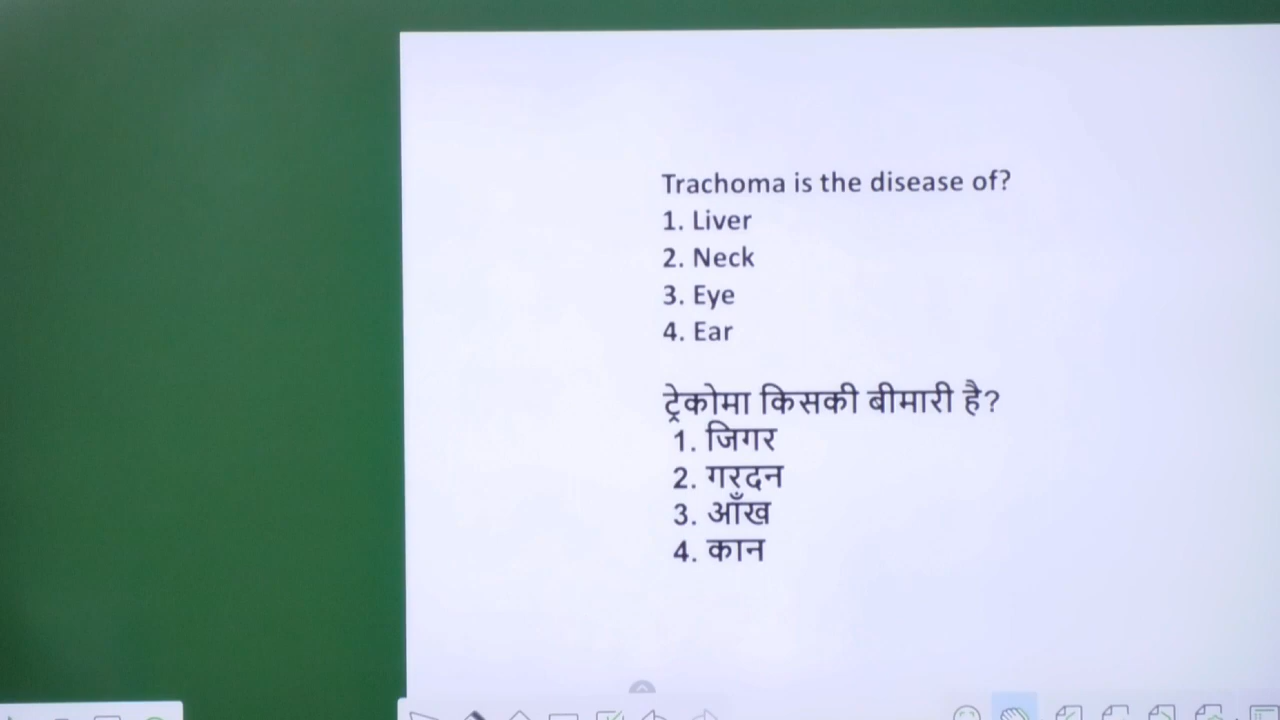 Trachoma is the disease of?
1. Liver
2. Neck
3. Eye
4. Ear
ट्रेकोमा किसकी बीमारी है?
1. जिगर
2. गरदन
3. आँख
4. कान